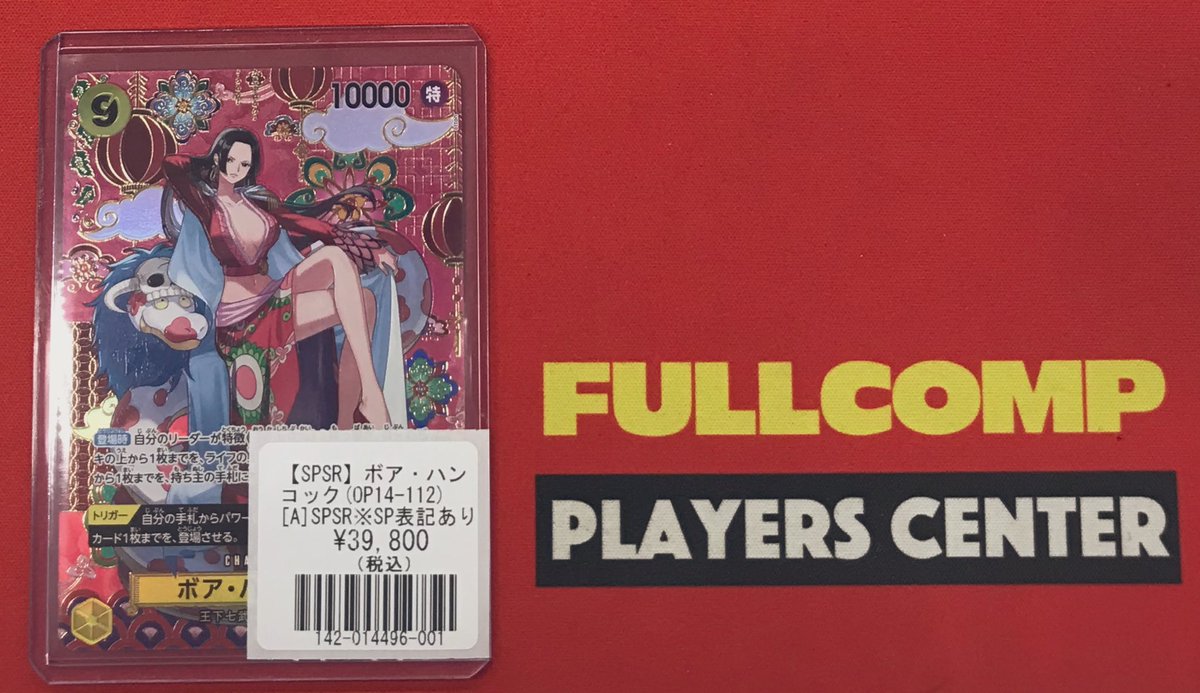 9
10000 特
登場時 自分のリーダーが特徴
キの上から1枚までを、ライフの
から1枚までを、持ち主の手札に
トリガー 自分の手札からパワー
カード1枚までを、登場させる。
CHA
ボア・
王下七武
【SPSR】ボア・ハン
コック(OP14-112)
[A]SPSR※SP表記あり
¥39,800
(税込)
142-014496-001
FULLCOMP
PLAYERS CENTER